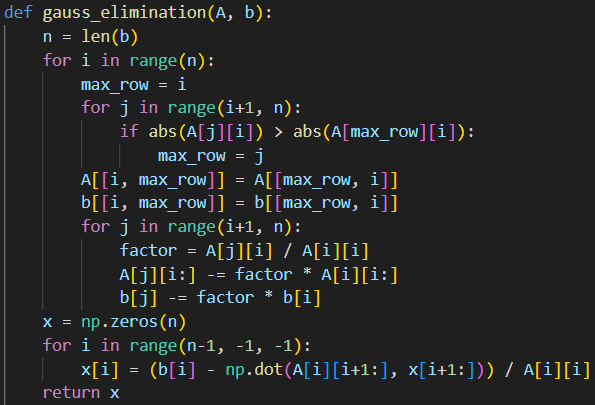 def gauss_elimination(A, b):
    n = len(b)
    for i in range(n):
        max_row = i
        for j in range(i+1, n):
            if abs(A[j][i]) > abs(A[max_row][i]):
                max_row = j
        A[[i, max_row]] = A[[max_row, i]]
        b[[i, max_row]] = b[[max_row, i]]
        for j in range(i+1, n):
            factor = A[j][i] / A[i][i]
            A[j][i:] -= factor * A[i][i:]
            b[j] -= factor * b[i]
    x = np.zeros(n)
    for i in range(n-1, -1, -1):
        x[i] = (b[i] - np.dot(A[i][i+1:], x[i+1:])) / A[i][i]
    return x